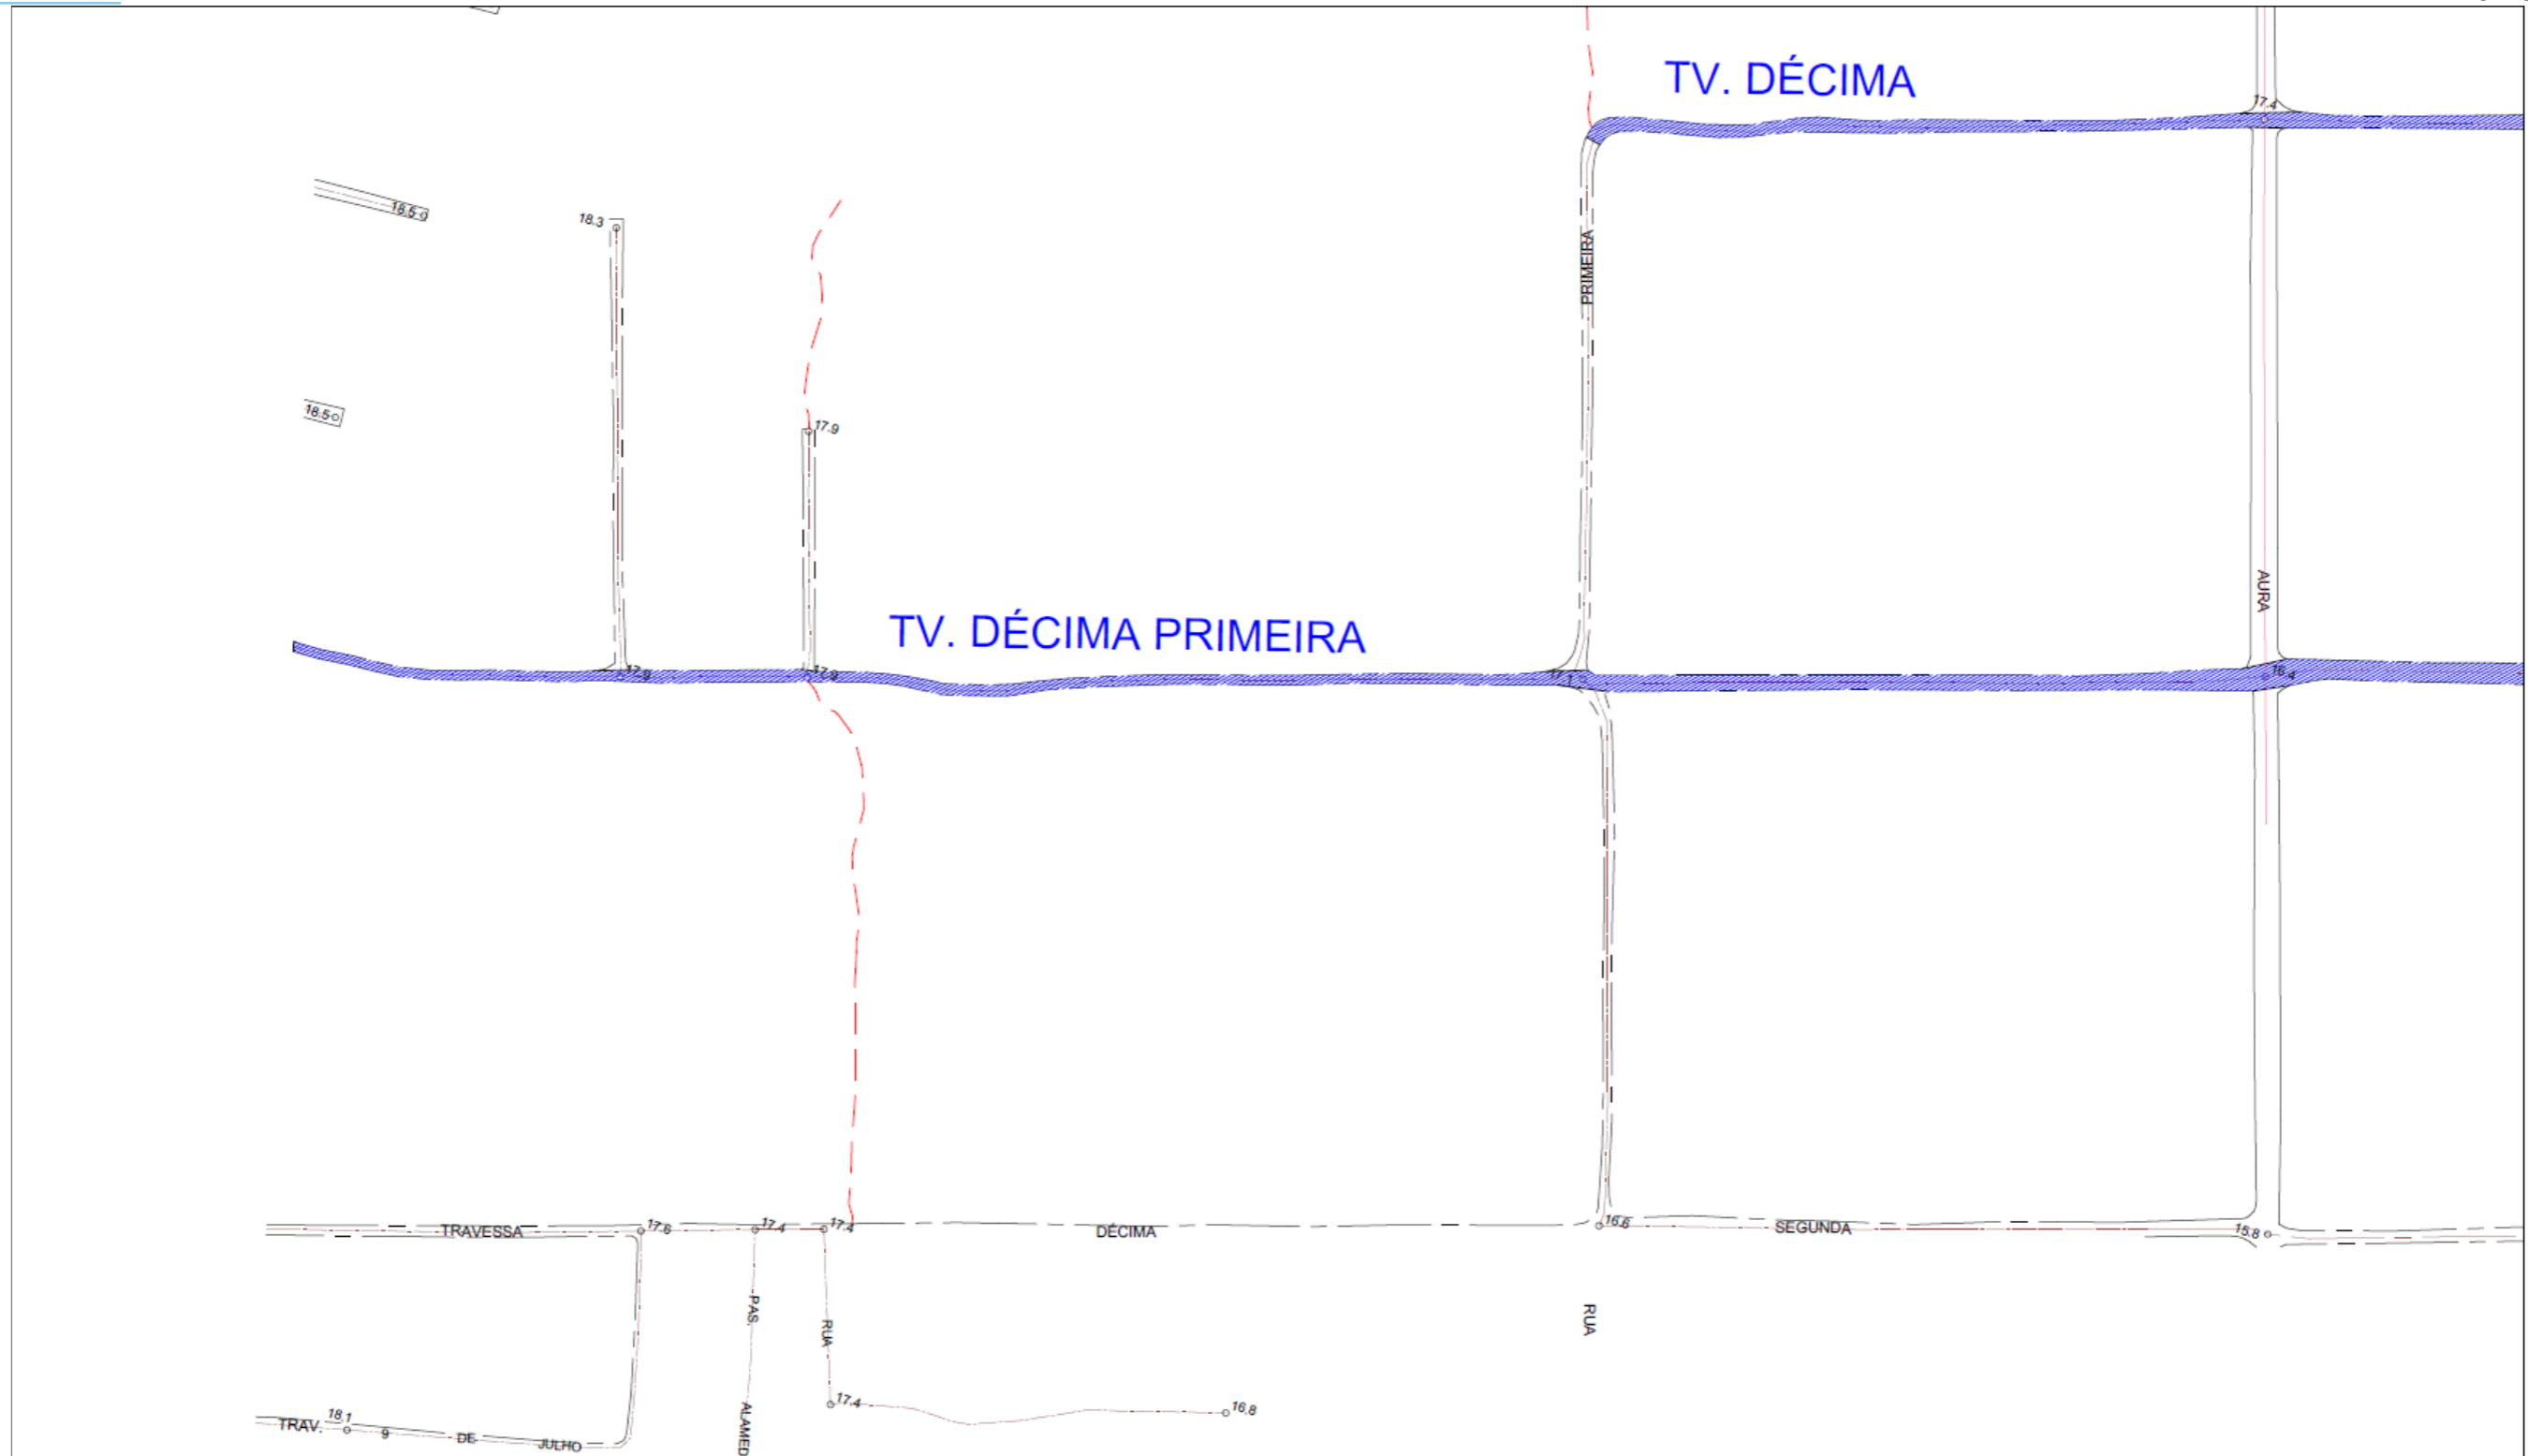 TV. DÉCIMA
17.4
18.5
18.3
PRIMEIRA
18.5
17.9
AURA
TV. DÉCIMA PRIMEIRA
17.9
17.9
17.1
16.4
TRAVESSA
17.6
17.4
17.4
DÉCIMA
16.6
SEGUNDA
15.8
PAS.
RUA
RUA
17.4
16.8
ALAMED
TRAV.
18.1
9
DE
JULHO